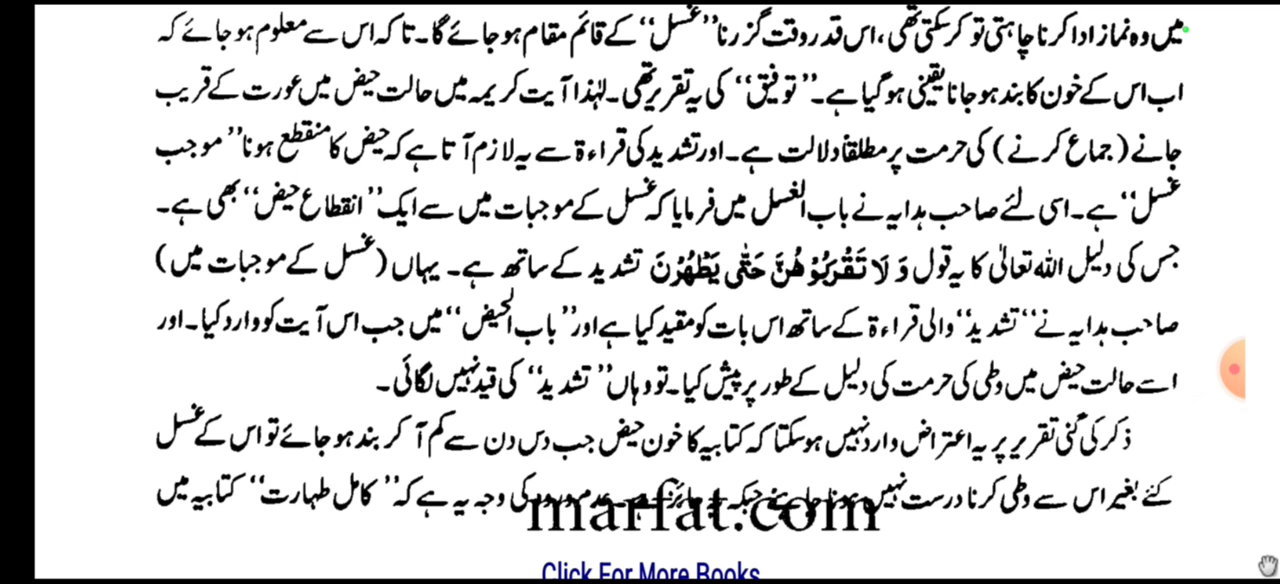 میں وہ نماز ادا کرنا چاہتی تو کر سکتی تھی، اس قدر وقت گزرنا ”غسل“ کے قائم مقام ہو جائے گا۔ تا کہ اس سے معلوم ہو جائے کہ
اب اس کے خون کا بند ہو جانا یقینی ہو گیا ہے۔ ”توفیق“ کی یہ تقریر تھی۔ لہٰذا آیت کریمہ میں حالت حیض میں عورت کے قریب
جانے (جماع کرنے) کی حرمت پر مطلقا دلالت ہے۔ اور تشدید کی قراءۃ سے یہ لازم آتا ہے کہ حیض کا منقطع ہونا ”موجب
غسل“ ہے۔ اسی لئے صاحب ہدایہ نے باب الغسل میں فرمایا کہ غسل کے موجبات میں سے ایک ”انقطاع حیض“ بھی ہے۔
جس کی دلیل اللہ تعالیٰ کا یہ قول وَلَا تَقْرَبُوْهُنَّ حَتّٰى يَطَّهَّرْنَ تشدید کے ساتھ ہے۔ یہاں (غسل کے موجبات میں)
صاحب ہدایہ نے ”تشدید“ والی قراءۃ کے ساتھ اس بات کو مقید کیا ہے اور ”باب الحیض“ میں جب اس آیت کو وارد کیا۔ اور
اسے حالت حیض میں وطی کی حرمت کی دلیل کے طور پر پیش کیا۔ تو وہاں ”تشدید“ کی قید نہیں لگائی۔
ذکر کی گئی تقریر پر یہ اعتراض وارد نہیں ہو سکتا کہ کتابیہ کا خون حیض جب دس دن سے کم آ کر بند ہو جائے تو اس کے غسل
کئے بغیر اس سے وطی کرنا درست نہیں کی وجہ یہ ہے کہ ”کامل طہارت“ کتابیہ میں
marfat.com
Click For More Books